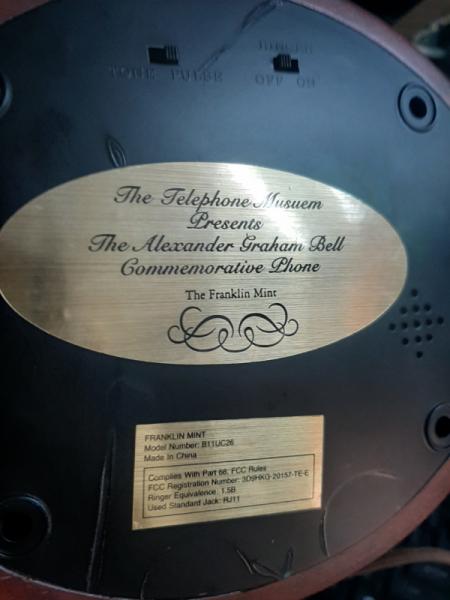 RINGER
TONE PULSE OFF ON
The Telephone Musuem
Presents
The Alexander Graham Bell
Commemorative Phone
The Franklin Mint
FRANKLIN MINT
Model Number: B11UC26
Made In China
Complies With Part 68, FCC Rules
FCC Registration Number: 3D9HKG-20157-TE-E
Ringer Equivalence: 1.5B
Used Standard Jack: RJ11